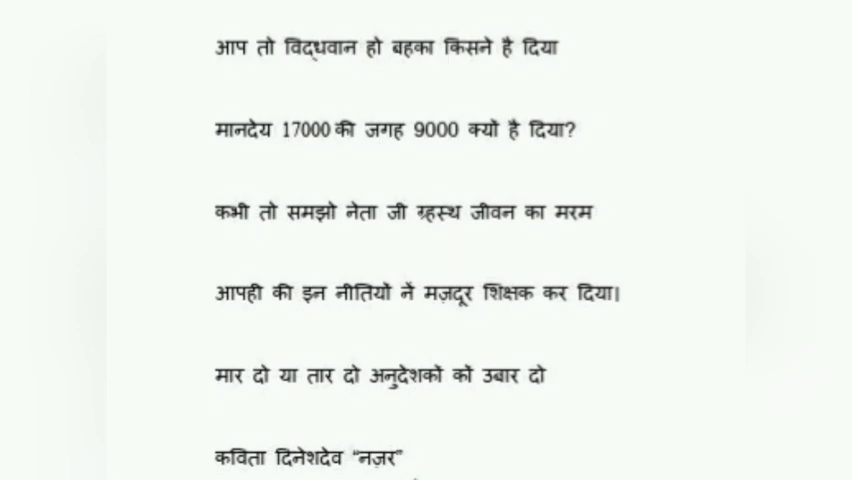 आप तो विद्धवान हो बहका किसने है दिया
मानदेय 17000 की जगह 9000 क्यों है दिया?
कभी तो समझो नेता जी ग्रहस्थ जीवन का मरम
आपही की इन नीतियों नें मज़दूर शिक्षक कर दिया।
मार दो या तार दो अनुदेशकों कों उबार दो
कविता दिनेशदेव “नज़र”